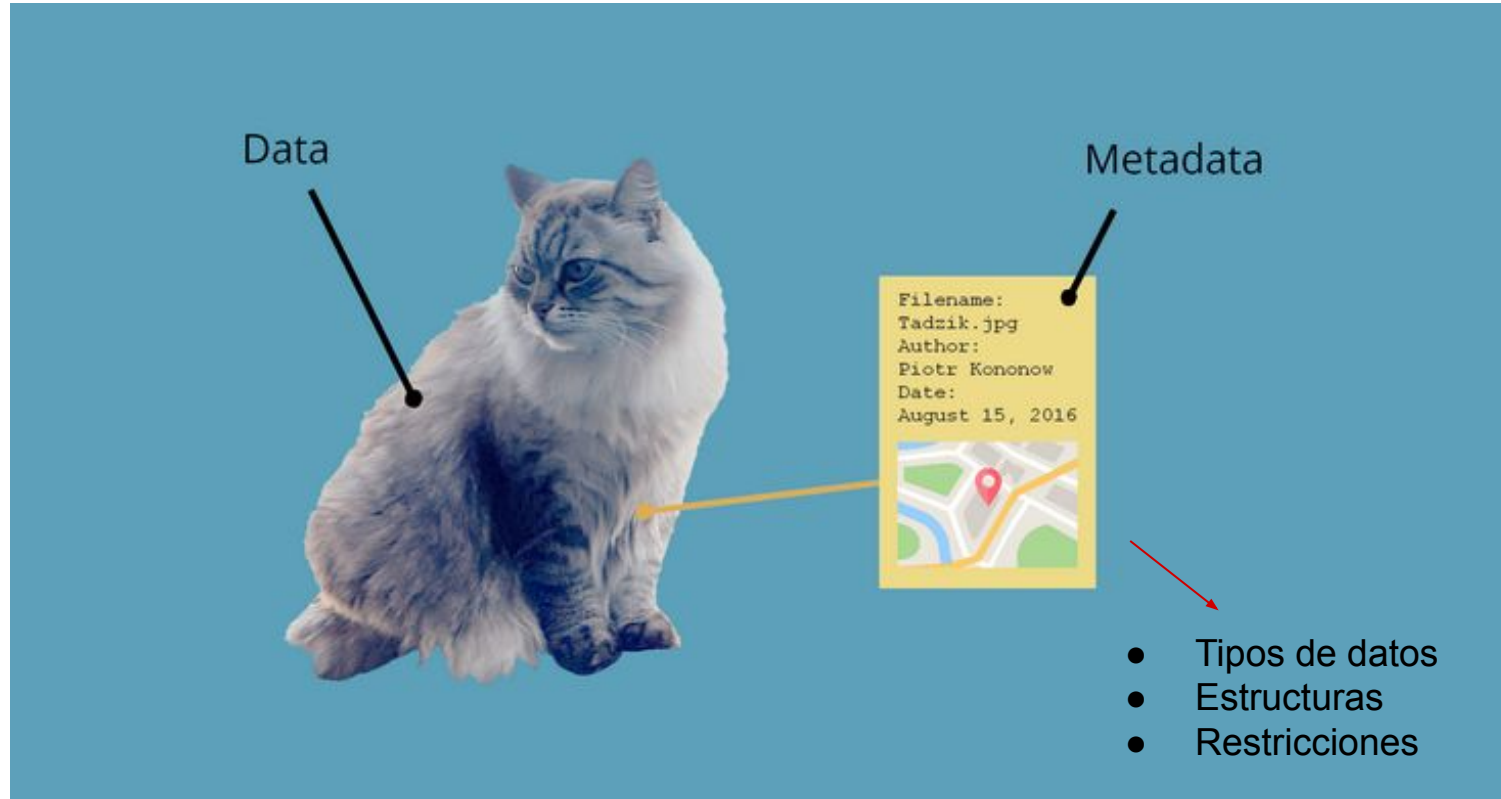 Data
Metadata
Filename:
Tadzik.jpg
Author:
Piotr Kononow
Date:
August 15, 2016
● Tipos de datos
● Estructuras
● Restricciones